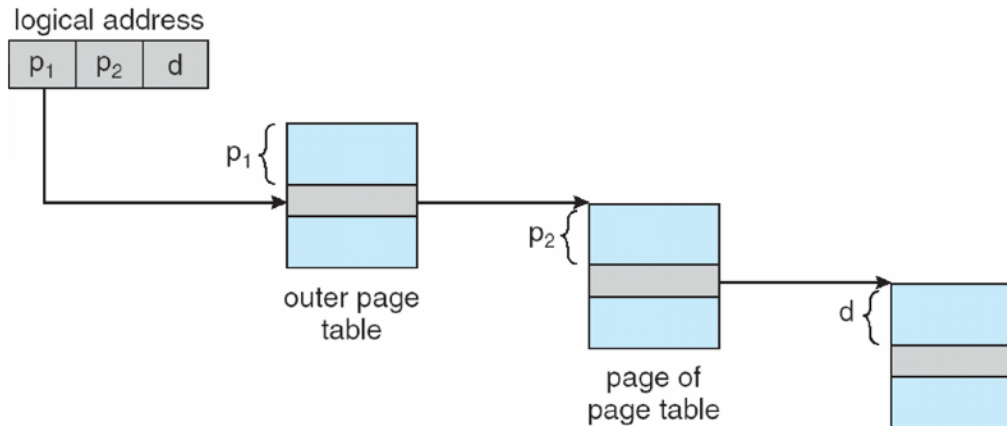 logical address
p₁ p₂ d
p₁
outer page
table
p₂
page of
page table
d